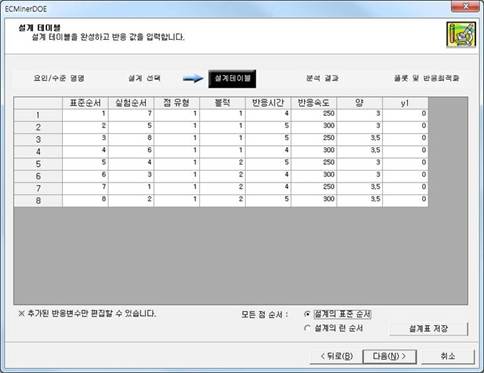 ECMinerDOE
설계 테이블
설계 테이블을 완성하고 반응 값을 입력합니다.
요인/수준 명명 설계 선택 설계테이블 분석 결과 플롯 및 반응최적화
표준순서 실험순서 점 유형 블럭 반응시간 반응속도 양 y1
1 1 7 1 1 4 250 3 0
2 2 5 1 1 5 300 3 0
3 3 8 1 1 5 250 3,5 0
4 4 6 1 1 4 300 3,5 0
5 5 4 1 2 5 250 3 0
6 6 3 1 2 4 300 3 0
7 7 1 1 2 4 250 3,5 0
8 8 2 1 2 5 300 3,5 0
※ 추가된 반응변수만 편집할 수 있습니다. 모든 점 순서 : 설계의 표준 순서
설계의 런 순서 설계표 저장
< 뒤로(B) 다음(N) > 취소